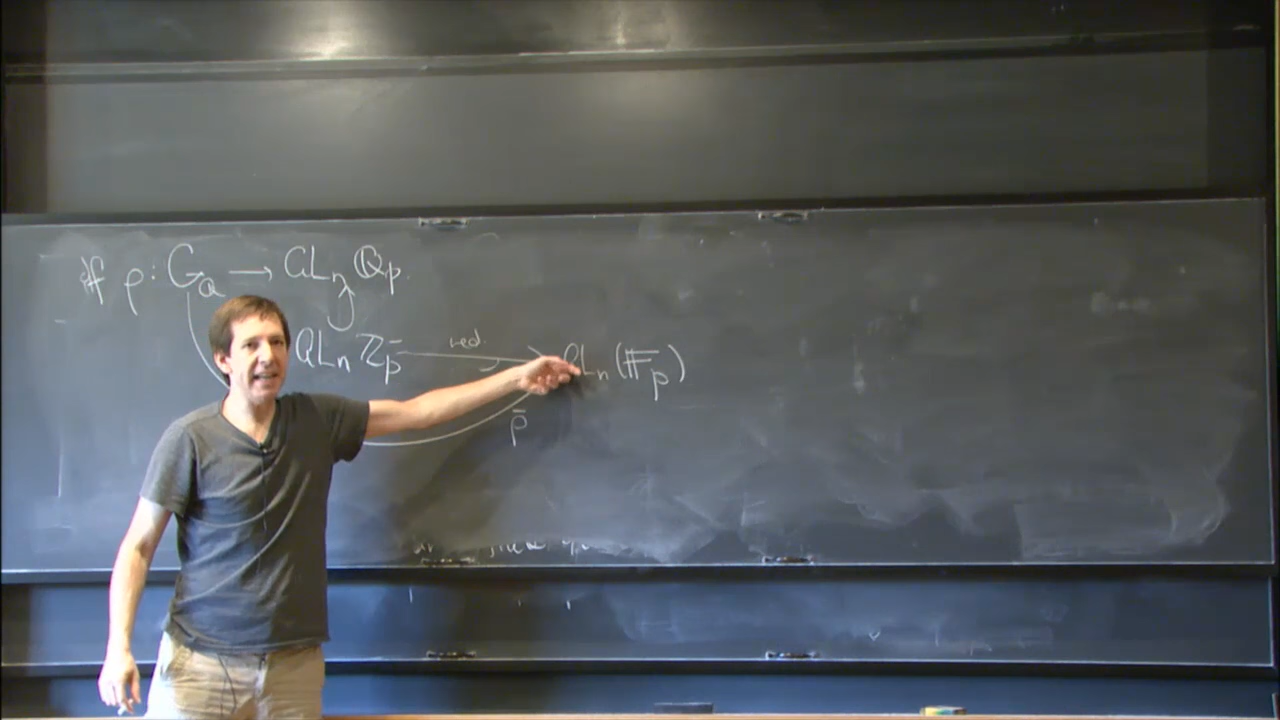 if ρ: G_ℚ → GL_n ℚ_p.
GL_n ℤ_p red. → GL_n(𝔽_p)
ρ̄